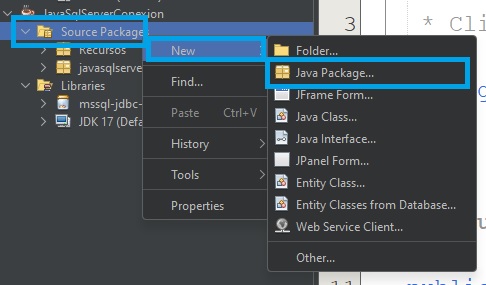 JavaSqlServerConexion
Source Packag
Recursos
javasqlserve
Libraries
mssql-jdbc-
JDK 17 (Defa
New
Find...
Paste Ctrl+V
History
Tools
Properties
Folder...
Java Package...
JFrame Form...
Java Class...
Java Interface...
JPanel Form...
Entity Class...
Entity Classes from Database...
Web Service Client...
Other...
3
* Cli
11
public